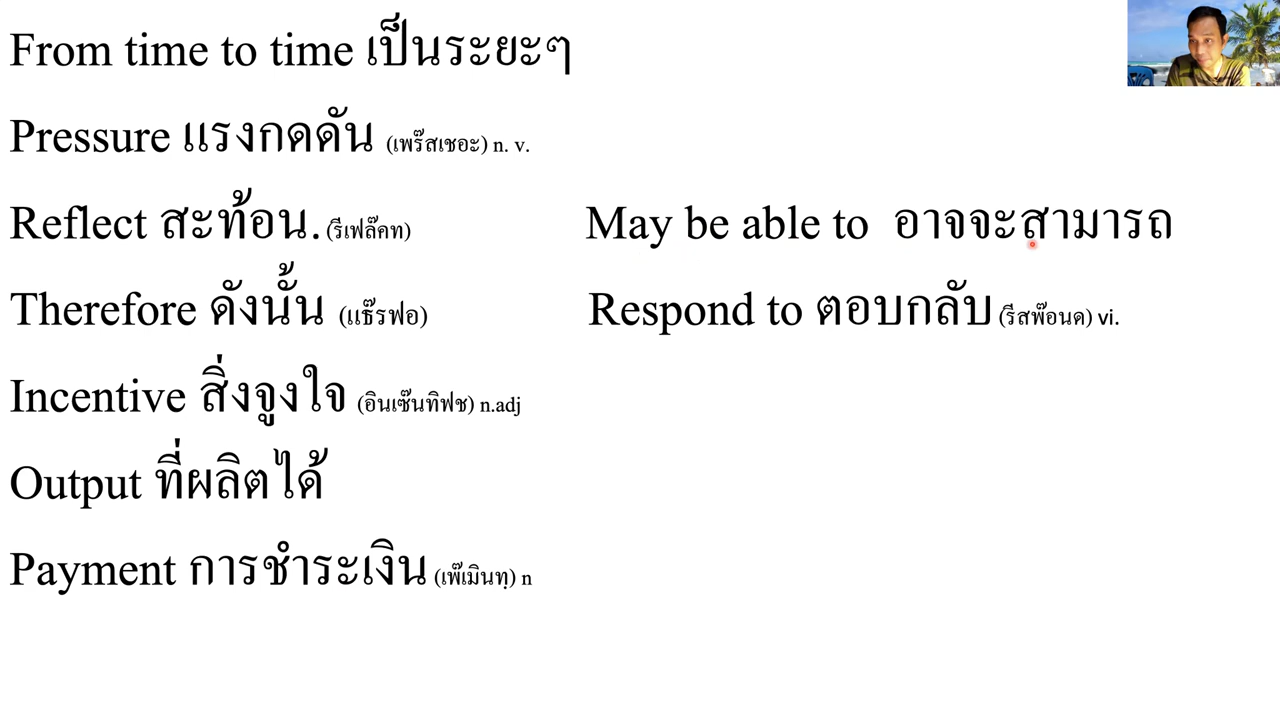 From time to time เป็นระยะๆ
Pressure แรงกดดัน (เพร๊สเชอะ) n. v.
Reflect สะท้อน. (รีเฟล๊คท)
Therefore ดังนั้น (แธ๊รฟอ)
Incentive สิ่งจูงใจ (อินเซ๊นทิฟช) n.adj
Output ที่ผลิตได้
Payment การชำระเงิน (เพ๊เมินทฺ) n
May be able to อาจจะสามารถ
Respond to ตอบกลับ (รีสพ๊อนด) vi.